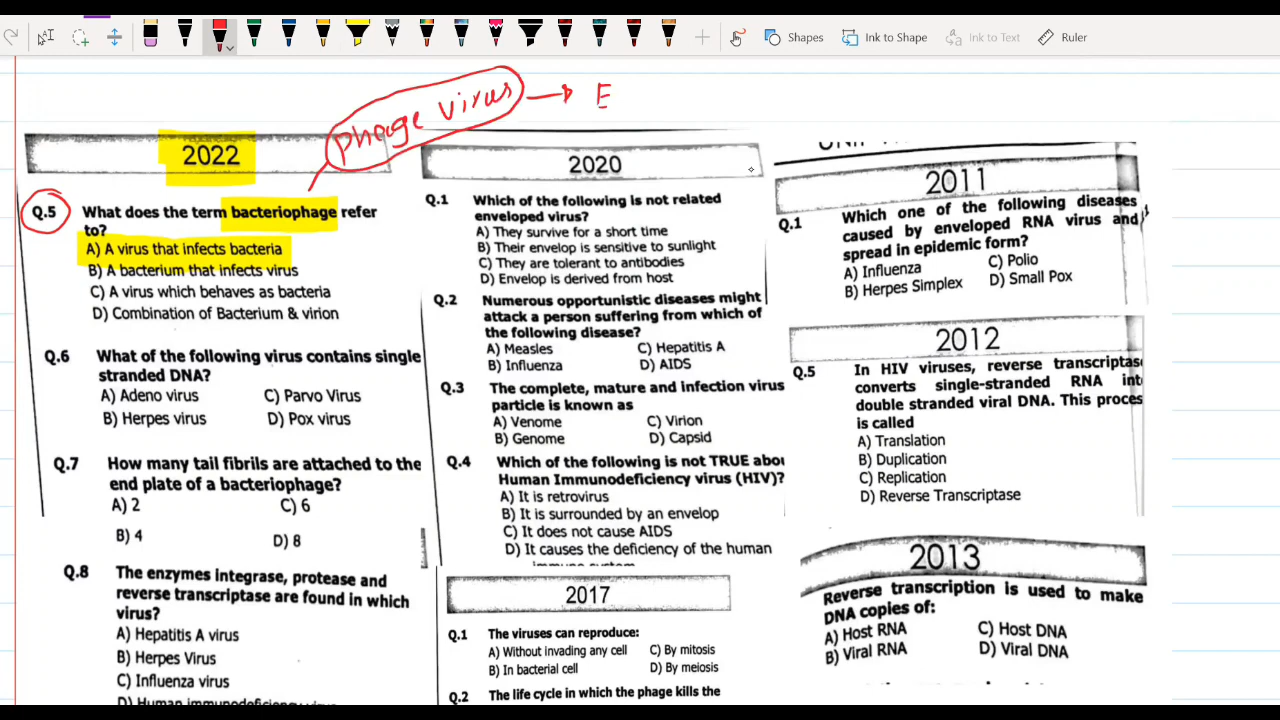 Shapes
Ink to Shape
Ink to Text
Ruler
phage virus → E
2022
Q.5 What does the term bacteriophage refer
to?
A) A virus that infects bacteria
B) A bacterium that infects virus
C) A virus which behaves as bacteria
D) Combination of Bacterium & virion
Q.6 What of the following virus contains single
stranded DNA?
A) Adeno virus C) Parvo Virus
B) Herpes virus D) Pox virus
Q.7 How many tail fibrils are attached to the
end plate of a bacteriophage?
A) 2 C) 6
B) 4 D) 8
Q.8 The enzymes integrase, protease and
reverse transcriptase are found in which
virus?
A) Hepatitis A virus
B) Herpes Virus
C) Influenza virus
D) Human immunodeficiency virus
2020
Q.1 Which of the following is not related
enveloped virus?
A) They survive for a short time
B) Their envelop is sensitive to sunlight
C) They are tolerant to antibodies
D) Envelop is derived from host
Q.2 Numerous opportunistic diseases might
attack a person suffering from which of
the following disease?
A) Measles C) Hepatitis A
B) Influenza D) AIDS
Q.3 The complete, mature and infection virus
particle is known as
A) Venome C) Virion
B) Genome D) Capsid
Q.4 Which of the following is not TRUE abou
Human Immunodeficiency virus (HIV)?
A) It is retrovirus
B) It is surrounded by an envelop
C) It does not cause AIDS
D) It causes the deficiency of the human
immune system
2017
Q.1 The viruses can reproduce:
A) Without invading any cell C) By mitosis
B) In bacterial cell D) By meiosis
Q.2 The life cycle in which the phage kills the
2011
Q.1 Which one of the following diseases
caused by enveloped RNA virus and
spread in epidemic form?
A) Influenza C) Polio
B) Herpes Simplex D) Small Pox
2012
Q.5 In HIV viruses, reverse transcriptase
converts single-stranded RNA int
double stranded viral DNA. This proces
is called
A) Translation
B) Duplication
C) Replication
D) Reverse Transcriptase
2013
Reverse transcription is used to make
DNA copies of:
A) Host RNA C) Host DNA
B) Viral RNA D) Viral DNA